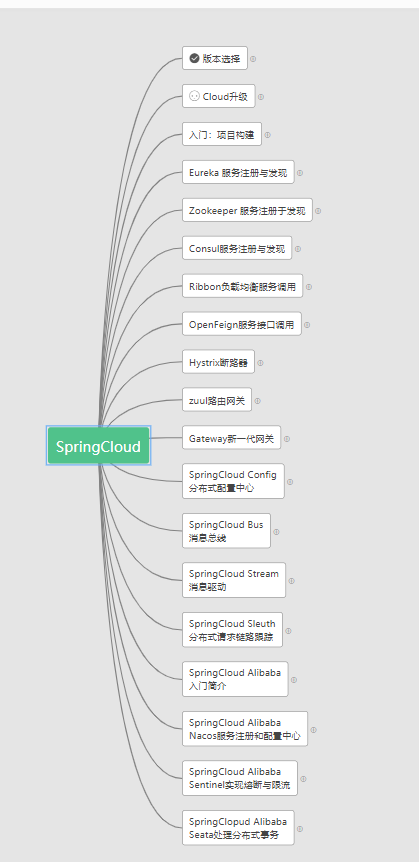 版本选择
Cloud升级
入门：项目构建
Eureka 服务注册与发现
Zookeeper 服务注册于发现
Consul服务注册与发现
Ribbon负载均衡服务调用
OpenFeign服务接口调用
Hystrix断路器
zuul路由网关
SpringCloud
Gateway新一代网关
SpringCloud Config
分布式配置中心
SpringCloud Bus
消息总线
SpringCloud Stream
消息驱动
SpringCloud Sleuth
分布式请求链路跟踪
SpringCloud Alibaba
入门简介
SpringCloud Alibaba
Nacos服务注册和配置中心
SpringCloud Alibaba
Sentinel实现熔断与限流
SpringClopud Alibaba
Seata处理分布式事务